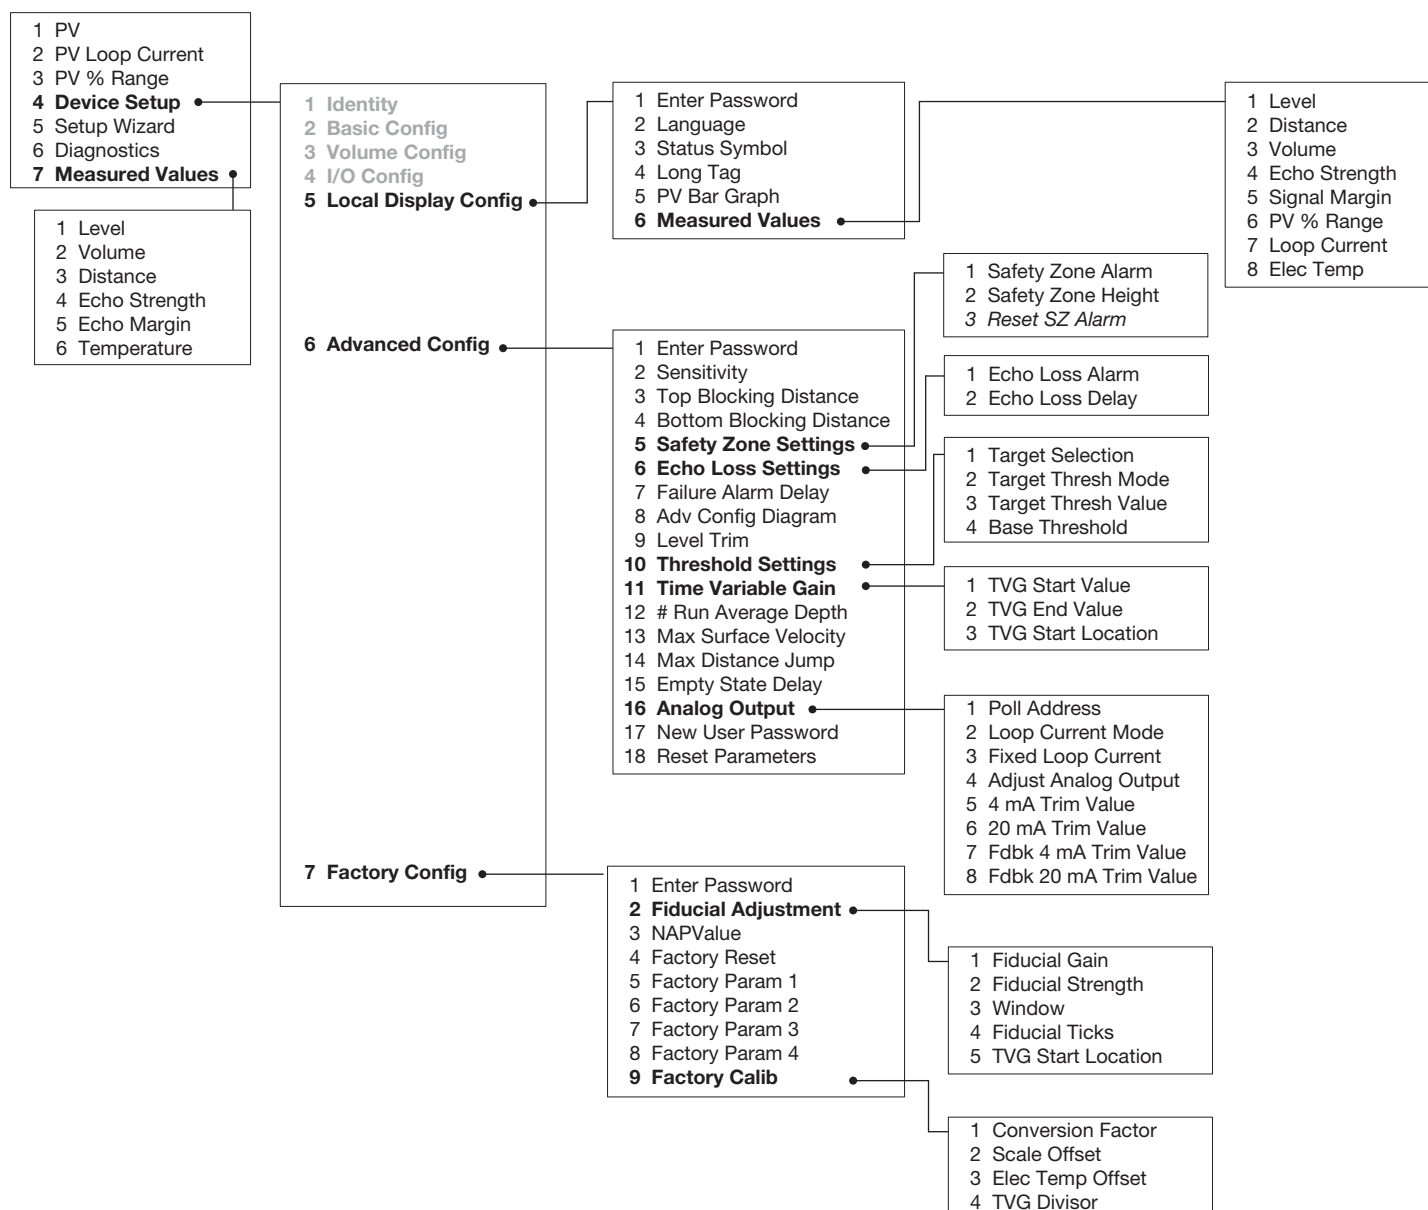 1 PV
2 PV Loop Current
3 PV % Range
4 Device Setup
5 Setup Wizard
6 Diagnostics
7 Measured Values
1 Level
2 Volume
3 Distance
4 Echo Strength
5 Echo Margin
6 Temperature
1 Identity
2 Basic Config
3 Volume Config
4 I/O Config
5 Local Display Config
6 Advanced Config
7 Factory Config
1 Enter Password
2 Language
3 Status Symbol
4 Long Tag
5 PV Bar Graph
6 Measured Values
1 Level
2 Distance
3 Volume
4 Echo Strength
5 Signal Margin
6 PV % Range
7 Loop Current
8 Elec Temp
1 Enter Password
2 Sensitivity
3 Top Blocking Distance
4 Bottom Blocking Distance
5 Safety Zone Settings
6 Echo Loss Settings
7 Failure Alarm Delay
8 Adv Config Diagram
9 Level Trim
10 Threshold Settings
11 Time Variable Gain
12 # Run Average Depth
13 Max Surface Velocity
14 Max Distance Jump
15 Empty State Delay
16 Analog Output
17 New User Password
18 Reset Parameters
1 Safety Zone Alarm
2 Safety Zone Height
3 Reset SZ Alarm
1 Echo Loss Alarm
2 Echo Loss Delay
1 Target Selection
2 Target Thresh Mode
3 Target Thresh Value
4 Base Threshold
1 TVG Start Value
2 TVG End Value
3 TVG Start Location
1 Poll Address
2 Loop Current Mode
3 Fixed Loop Current
4 Adjust Analog Output
5 4 mA Trim Value
6 20 mA Trim Value
7 Fdbk 4 mA Trim Value
8 Fdbk 20 mA Trim Value
1 Enter Password
2 Fiducial Adjustment
3 NAPValue
4 Factory Reset
5 Factory Param 1
6 Factory Param 2
7 Factory Param 3
8 Factory Param 4
9 Factory Calib
1 Fiducial Gain
2 Fiducial Strength
3 Window
4 Fiducial Ticks
5 TVG Start Location
1 Conversion Factor
2 Scale Offset
3 Elec Temp Offset
4 TVG Divisor